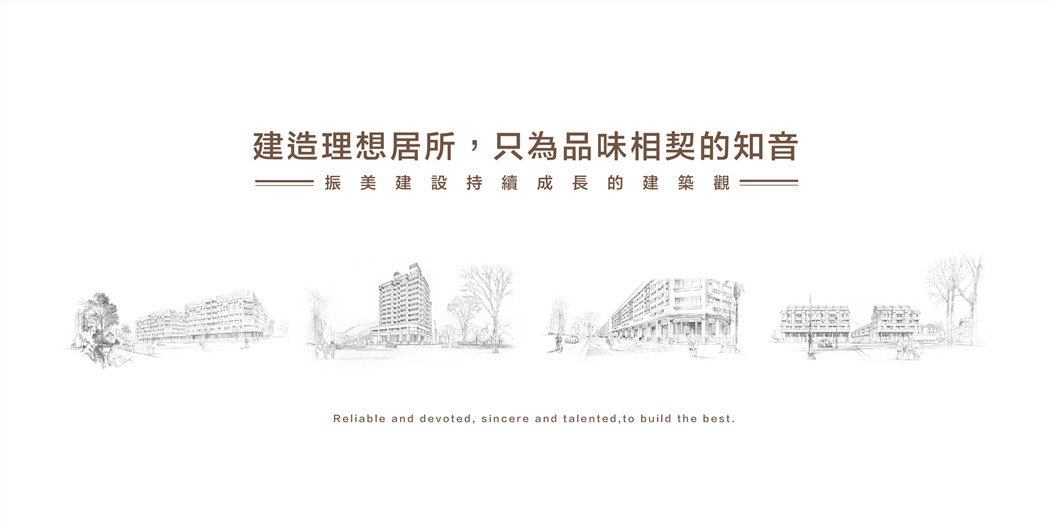 建造理想居所，只為品味相契的知音
振美建設持續成長的建築觀
Reliable and devoted, sincere and talented,to build the best.